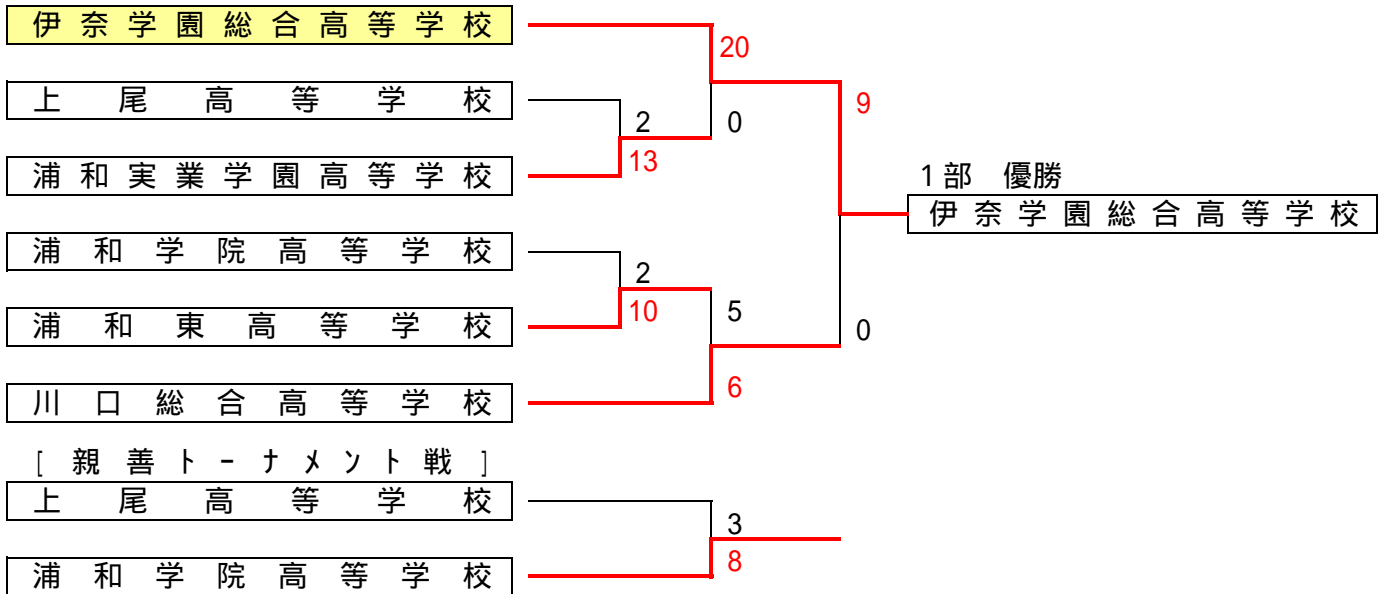 伊奈学園総合高等学校
20
上尾高等学校
9
2
0
13
浦和実業学園高等学校
1部 優勝
伊奈学園総合高等学校
浦和学院高等学校
2
10
5
浦和東高等学校
0
川口総合高等学校
6
[親善トーナメント戦]
上尾高等学校
3
8
浦和学院高等学校